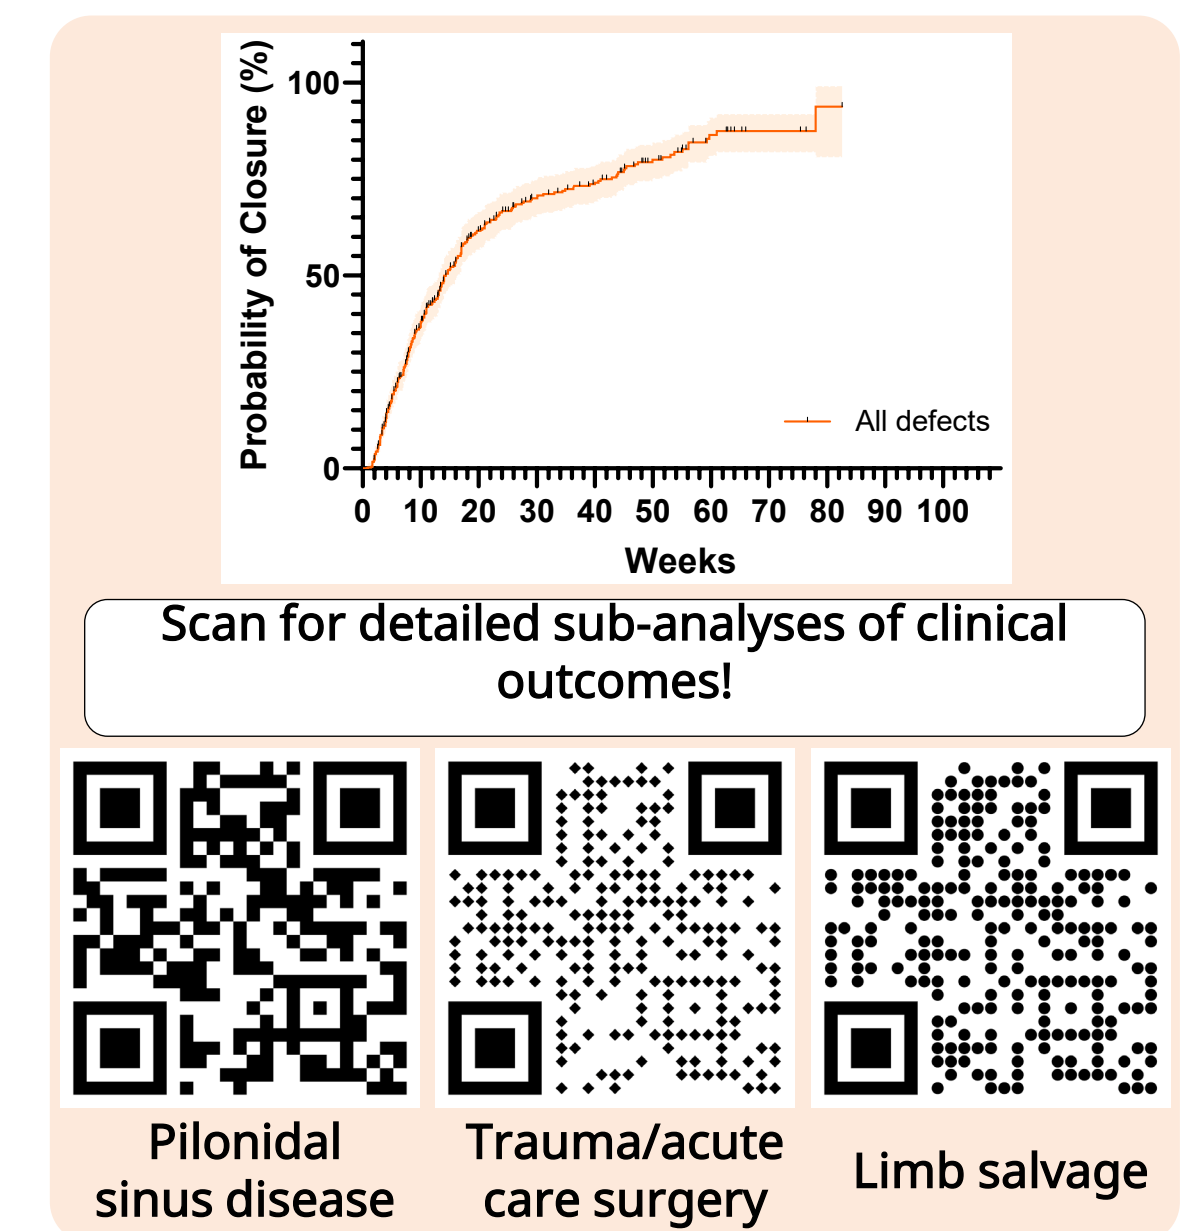 Probability of Closure (%)
100
50
0
All defects
0 10 20 30 40 50 60 70 80 90 100
Weeks
Scan for detailed sub-analyses of clinical
outcomes!
Pilonidal
sinus disease
Trauma/acute
care surgery
Limb salvage